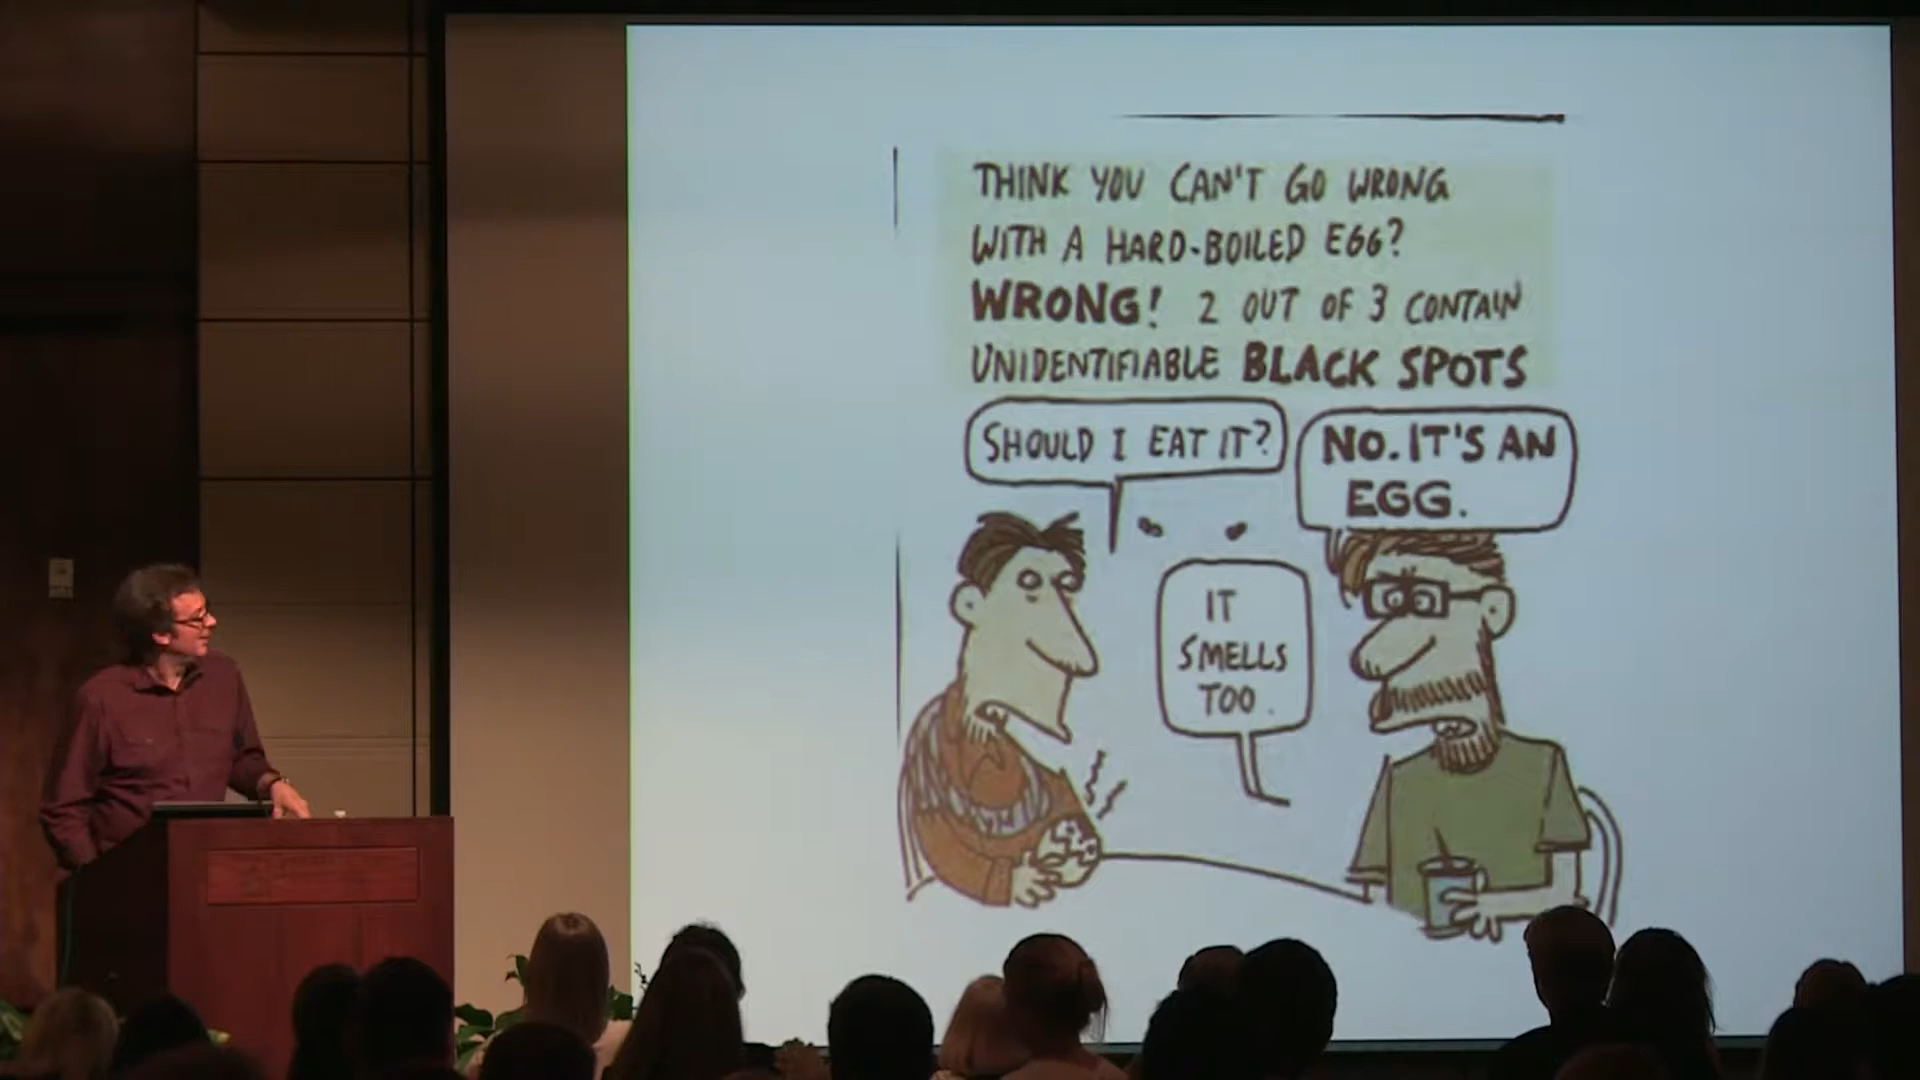 THINK YOU CAN'T GO WRONG
WITH A HARD-BOILED EGG?
WRONG! 2 OUT OF 3 CONTAIN
UNIDENTIFIABLE BLACK SPOTS
SHOULD I EAT IT?
NO. IT'S AN
EGG.
IT
SMELLS
TOO.